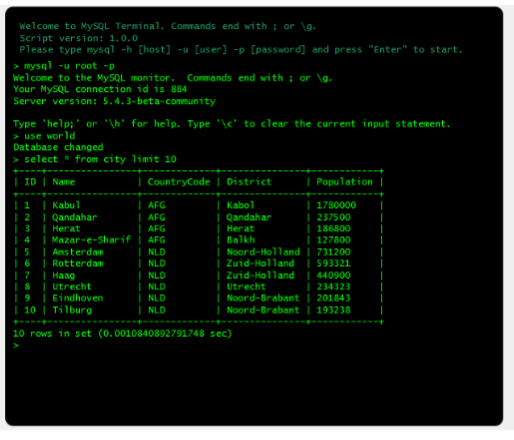 Welcome to MySQL Terminal. Commands end with ; or \g.
Script version: 1.0.0
Please type mysql -h [host] -u [user] -p [password] and press "Enter" to start.
> mysql -u root -p
Welcome to the MySQL monitor.  Commands end with ; or \g.
Your MySQL connection id is 884
Server version: 5.4.3-beta-community
Type 'help;' or '\h' for help. Type '\c' to clear the current input statement.
> use world
Database changed
> select * from city limit 10
+----+----------------+-------------+---------------+------------+
| ID | Name           | CountryCode | District      | Population |
+----+----------------+-------------+---------------+------------+
| 1  | Kabul          | AFG         | Kabol         | 1780000    |
| 2  | Qandahar       | AFG         | Qandahar      | 237500     |
| 3  | Herat          | AFG         | Herat         | 186800     |
| 4  | Mazar-e-Sharif | AFG         | Balkh         | 127800     |
| 5  | Amsterdam      | NLD         | Noord-Holland | 731200     |
| 6  | Rotterdam      | NLD         | Zuid-Holland  | 593321     |
| 7  | Haag           | NLD         | Zuid-Holland  | 440900     |
| 8  | Utrecht        | NLD         | Utrecht       | 234323     |
| 9  | Eindhoven      | NLD         | Noord-Brabant | 201843     |
| 10 | Tilburg        | NLD         | Noord-Brabant | 193238     |
+----+----------------+-------------+---------------+------------+
10 rows in set (0.0010840892791748 sec)
>